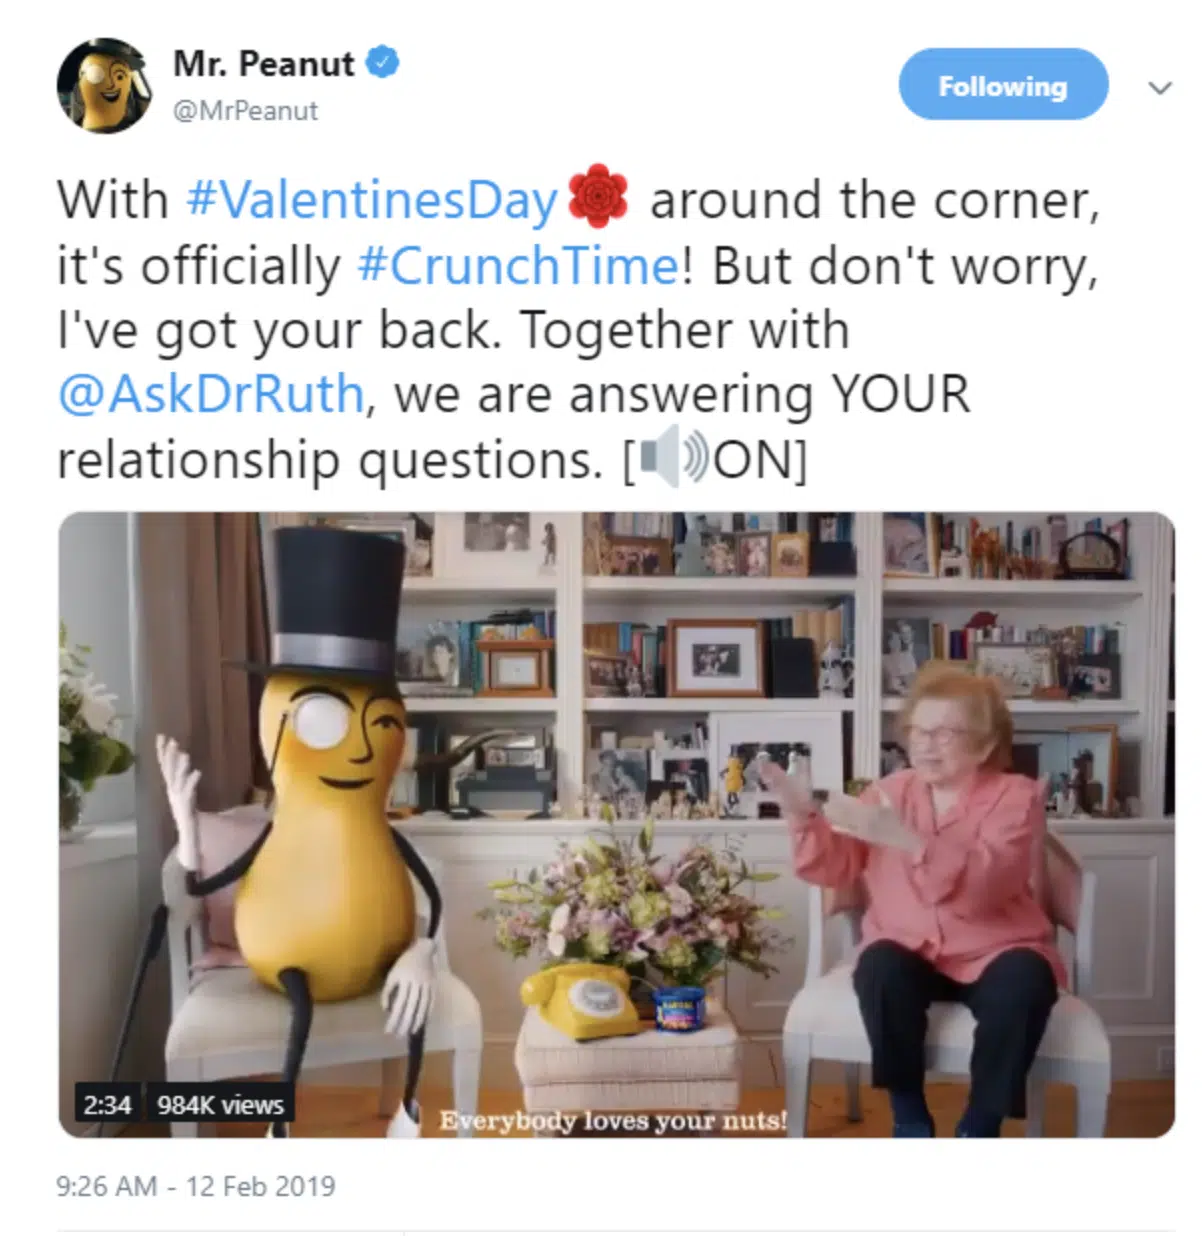 Mr. Peanut
@MrPeanut
Following
With #ValentinesDay🌹 around the corner,
it's officially #CrunchTime! But don't worry,
I've got your back. Together with
@AskDrRuth, we are answering YOUR
relationship questions. [🔊ON]
Everybody loves your nuts!
2:34 984K views
9:26 AM - 12 Feb 2019